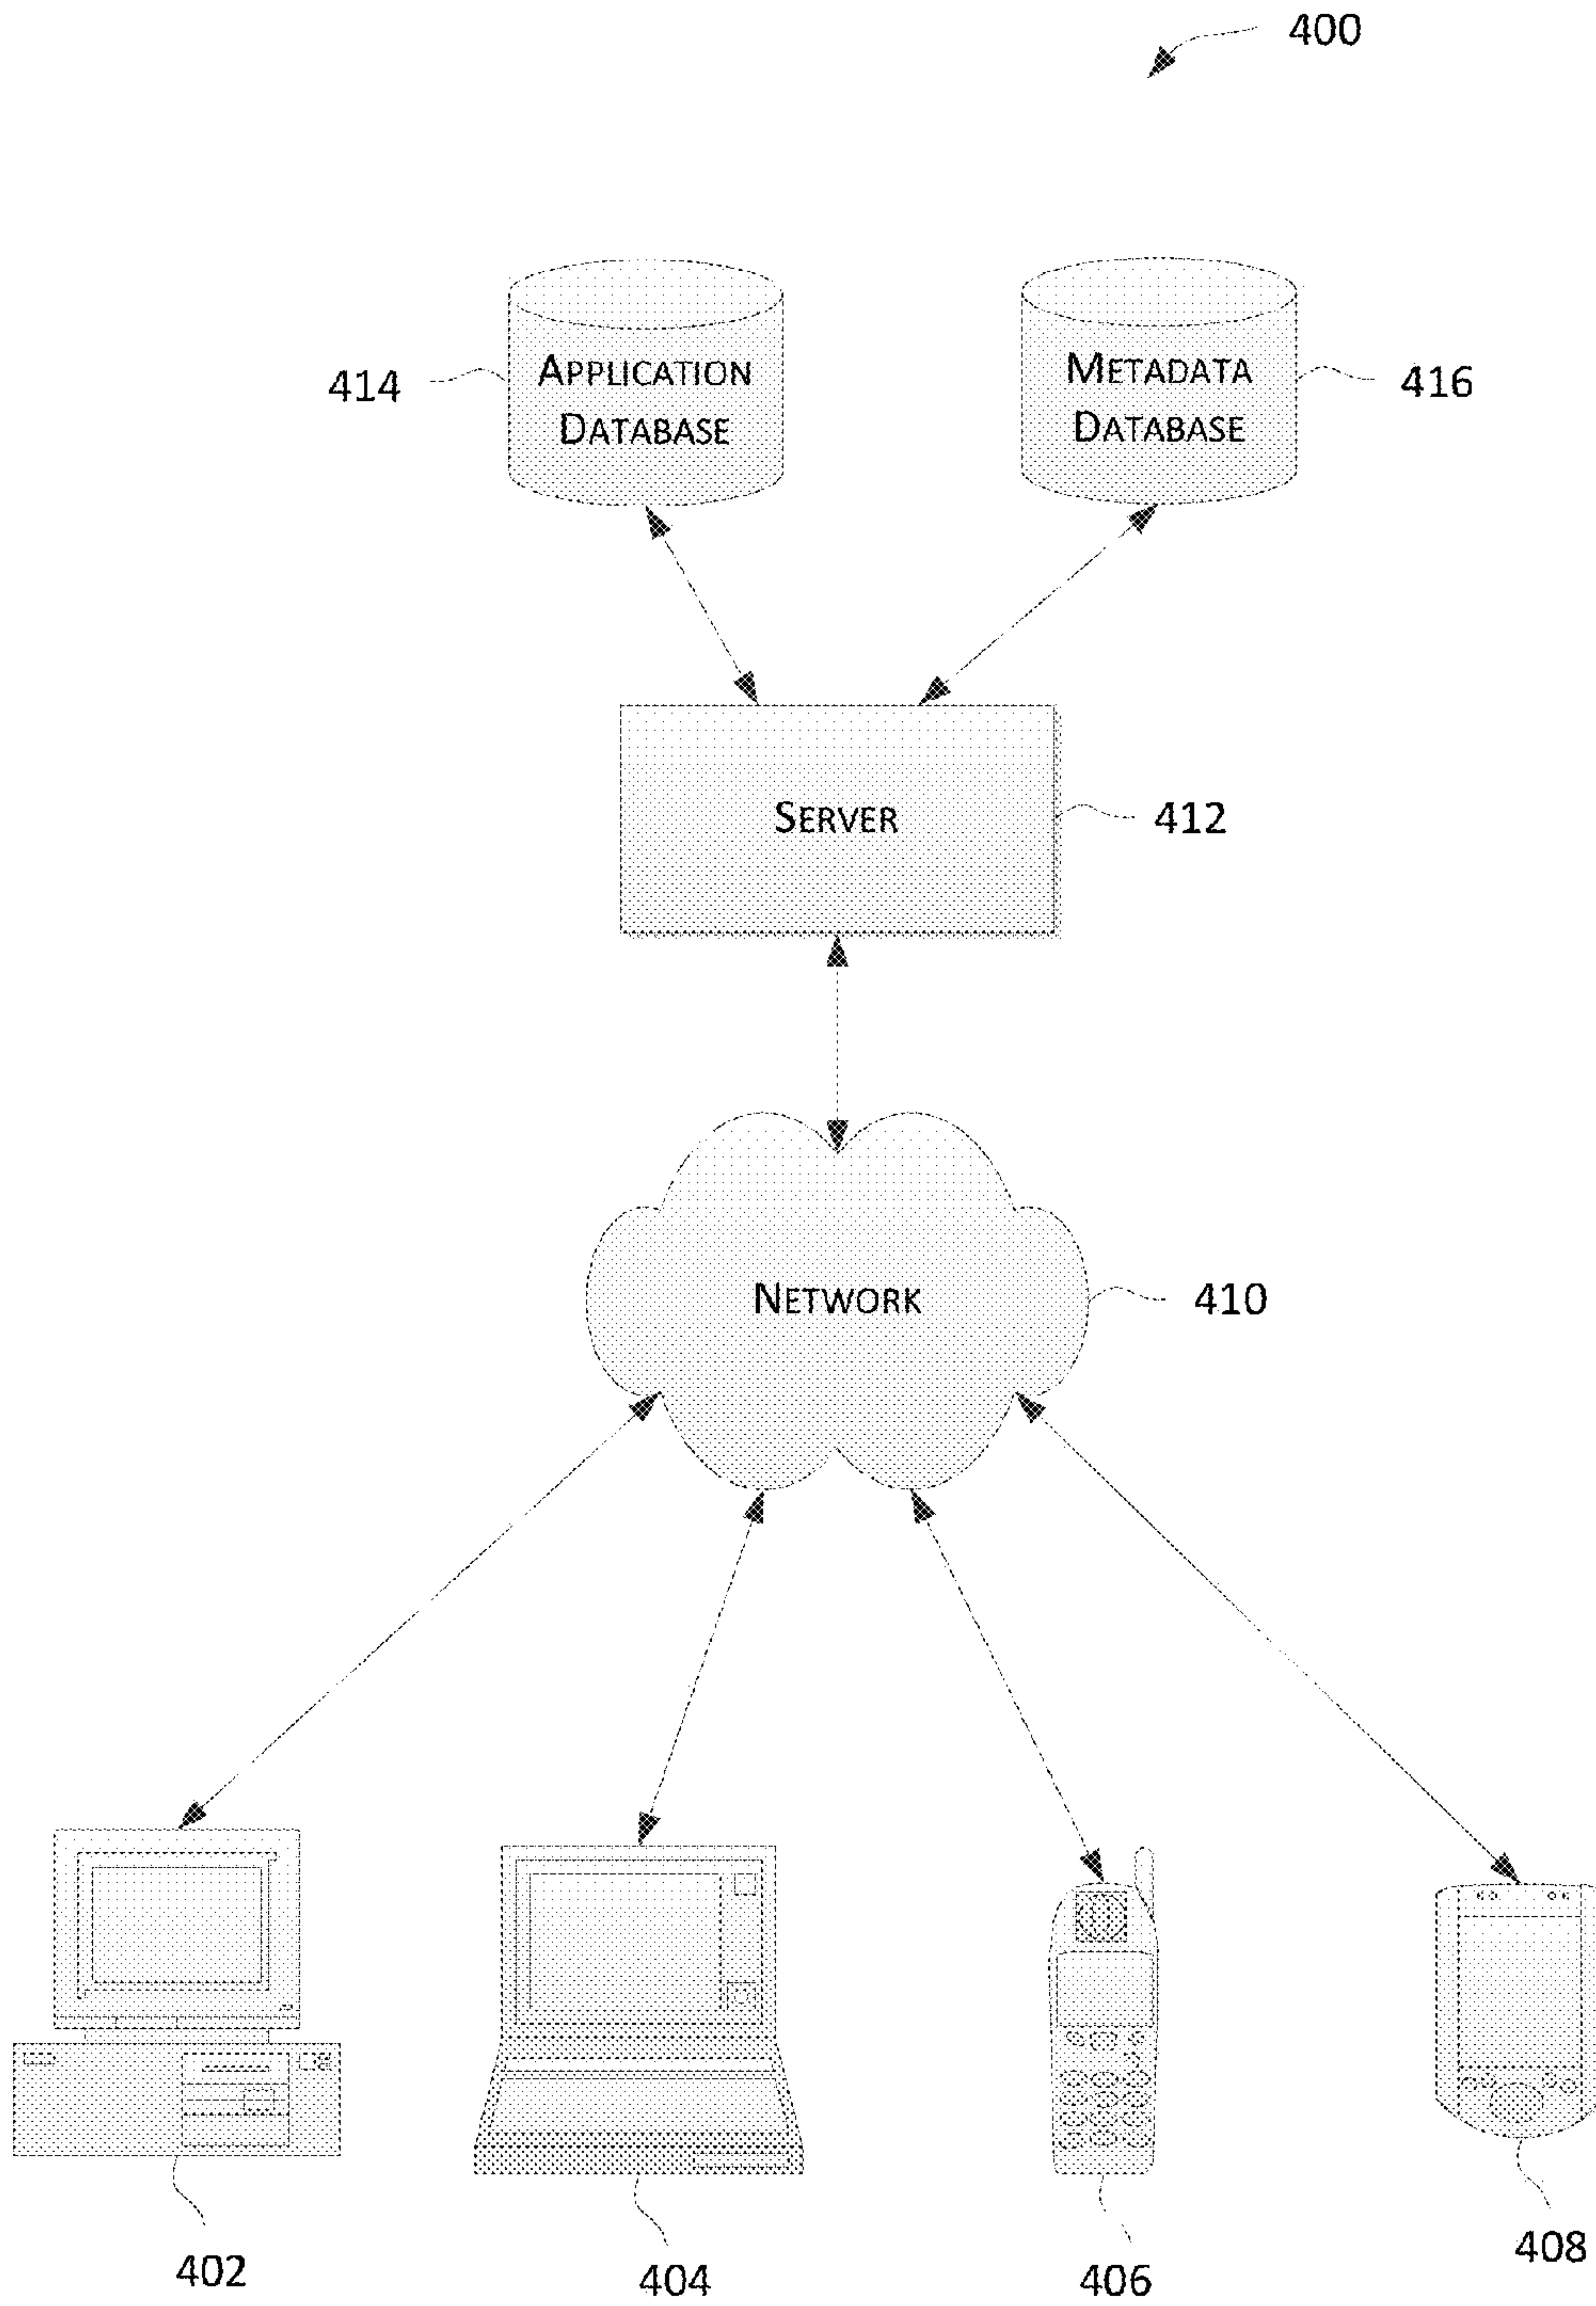 400
APPLICATION
DATABASE
414
METADATA
DATABASE
416
SERVER
412
NETWORK
410
402
404
406
408